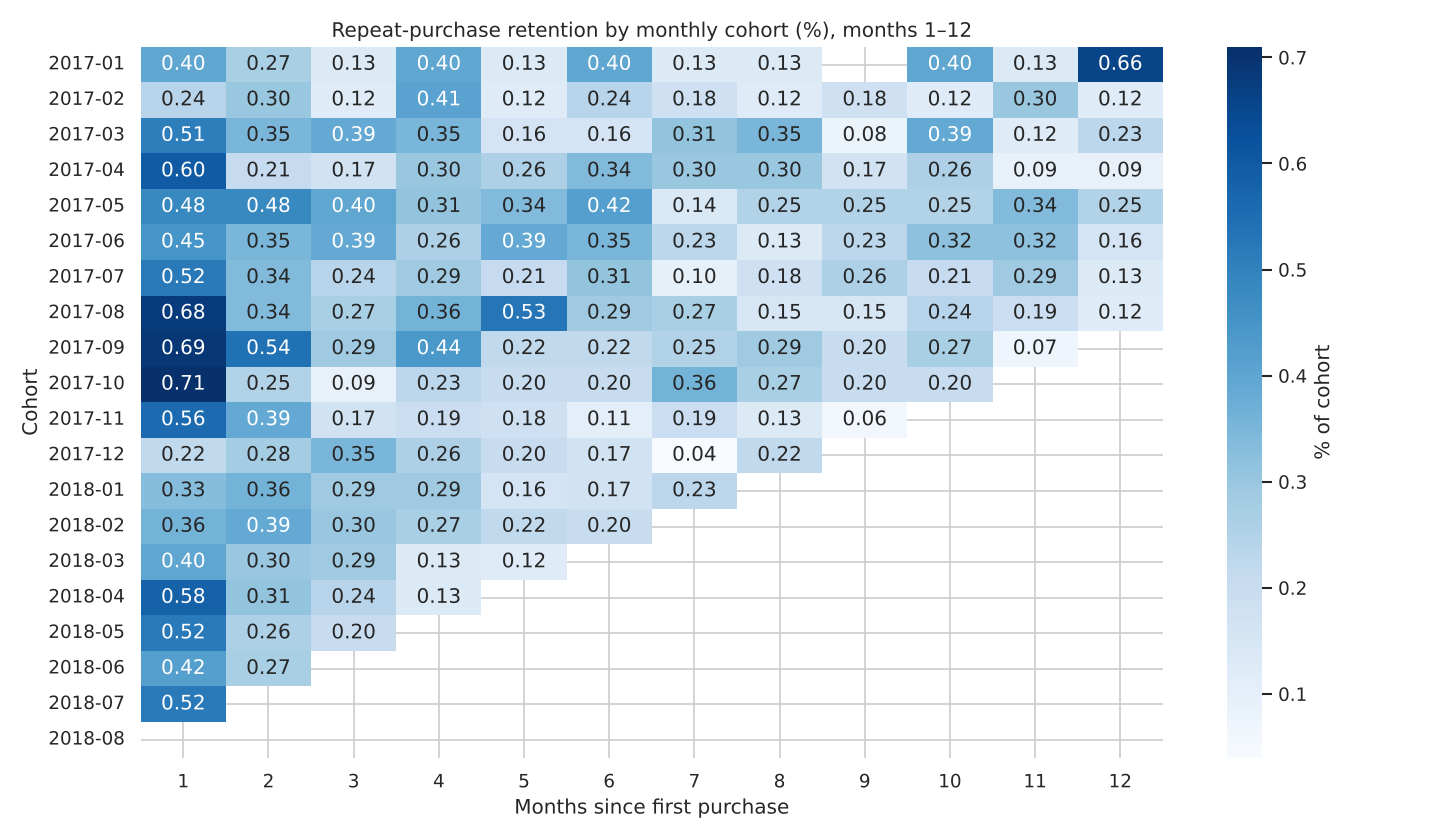 Repeat-purchase retention by monthly cohort (%), months 1–12
2017-01 0.40 0.27 0.13 0.40 0.13 0.40 0.13 0.13 0.40 0.13 0.66
2017-02 0.24 0.30 0.12 0.41 0.12 0.24 0.18 0.12 0.18 0.12 0.30 0.12
2017-03 0.51 0.35 0.39 0.35 0.16 0.16 0.31 0.35 0.08 0.39 0.12 0.23
2017-04 0.60 0.21 0.17 0.30 0.26 0.34 0.30 0.30 0.17 0.26 0.09 0.09
2017-05 0.48 0.48 0.40 0.31 0.34 0.42 0.14 0.25 0.25 0.25 0.34 0.25
2017-06 0.45 0.35 0.39 0.26 0.39 0.35 0.23 0.13 0.23 0.32 0.32 0.16
2017-07 0.52 0.34 0.24 0.29 0.21 0.31 0.10 0.18 0.26 0.21 0.29 0.13
2017-08 0.68 0.34 0.27 0.36 0.53 0.29 0.27 0.15 0.15 0.24 0.19 0.12
2017-09 0.69 0.54 0.29 0.44 0.22 0.22 0.25 0.29 0.20 0.27 0.07
2017-10 0.71 0.25 0.09 0.23 0.20 0.20 0.36 0.27 0.20 0.20
2017-11 0.56 0.39 0.17 0.19 0.18 0.11 0.19 0.13 0.06
2017-12 0.22 0.28 0.35 0.26 0.20 0.17 0.04 0.22
2018-01 0.33 0.36 0.29 0.29 0.16 0.17 0.23
2018-02 0.36 0.39 0.30 0.27 0.22 0.20
2018-03 0.40 0.30 0.29 0.13 0.12
2018-04 0.58 0.31 0.24 0.13
2018-05 0.52 0.26 0.20
2018-06 0.42 0.27
2018-07 0.52
2018-08
1 2 3 4 5 6 7 8 9 10 11 12
Months since first purchase
Cohort
0.7
0.6
0.5
0.4
0.3
0.2
0.1
% of cohort